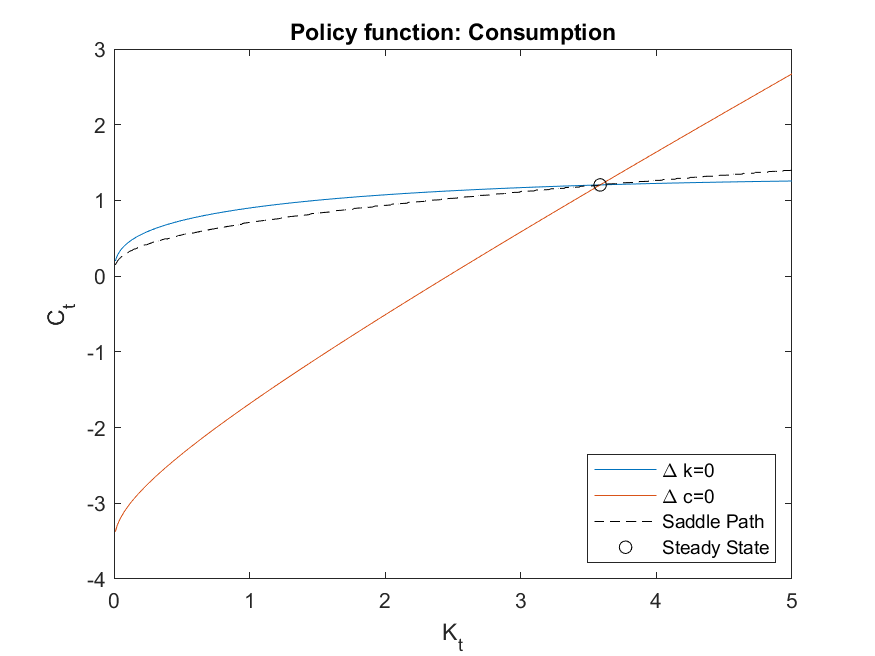 Policy function: Consumption
3
2
1
0
-1
-2
-3
-4
C_t
0 1 2 3 4 5
K_t
Δ k=0
Δ c=0
Saddle Path
Steady State